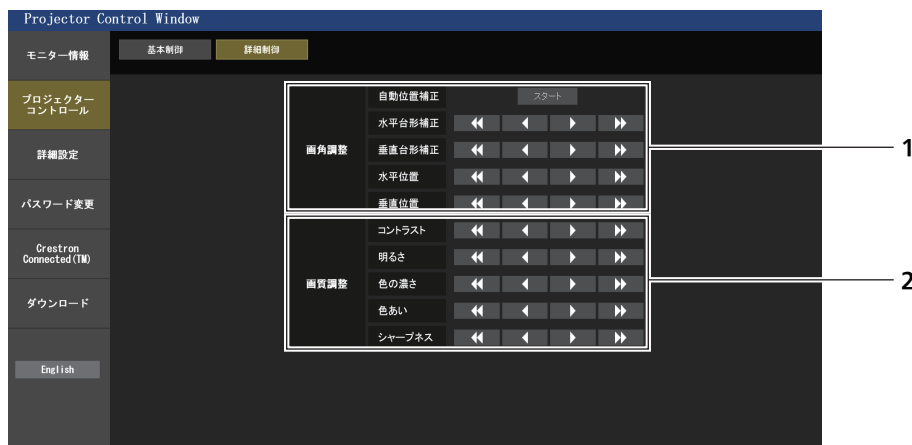 Projector Control Window
モニター情報
プロジェクター
コントロール
詳細設定
パスワード変更
Crestron
Connected(TM)
ダウンロード
English
基本制御
詳細制御
画角調整
自動位置補正
スタート
水平台形補正
垂直台形補正
水平位置
垂直位置
1
画質調整
コントラスト
明るさ
色の濃さ
色あい
シャープネス
2